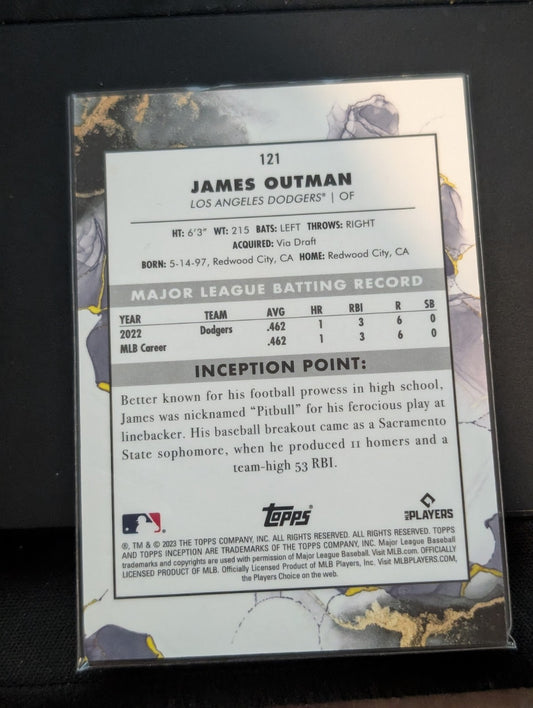 121
JAMES OUTMAN
LOS ANGELES DODGERS® | OF
HT: 6'3" WT: 215 BATS: LEFT THROWS: RIGHT
ACQUIRED: Via Draft
BORN: 5-14-97, Redwood City, CA HOME: Redwood City, CA
MAJOR LEAGUE BATTING RECORD
YEAR TEAM AVG HR RBI R SB
2022 Dodgers .462 1 3 6 0
MLB Career .462 1 3 6 0
INCEPTION POINT:
Better known for his football prowess in high school,
James was nicknamed “Pitbull” for his ferocious play at
linebacker. His baseball breakout came as a Sacramento
State sophomore, when he produced 11 homers and a
team-high 53 RBI.
Topps
MLB PLAYERS
®, TM & © 2023 THE TOPPS COMPANY, INC. ALL RIGHTS RESERVED. ALL RIGHTS RESERVED. TOPPS
AND TOPPS INCEPTION ARE TRADEMARKS OF THE TOPPS COMPANY, INC. Major League Baseball
trademarks and copyrights are used with permission of Major League Baseball. Visit MLB.com. OFFICIALLY
LICENSED PRODUCT OF MLB. Officially Licensed Product of MLB Players, Inc. Visit MLBPLAYERS.COM,
the Players Choice on the web.